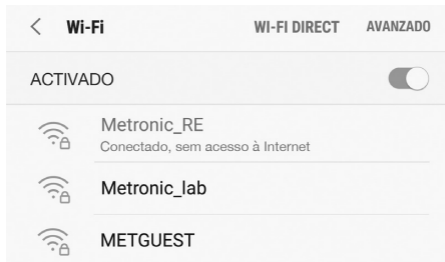 Wi-Fi WI-FI DIRECT AVANZADO
ACTIVADO
Metronic_RE
Conectado, sem acesso à Internet
Metronic_lab
METGUEST